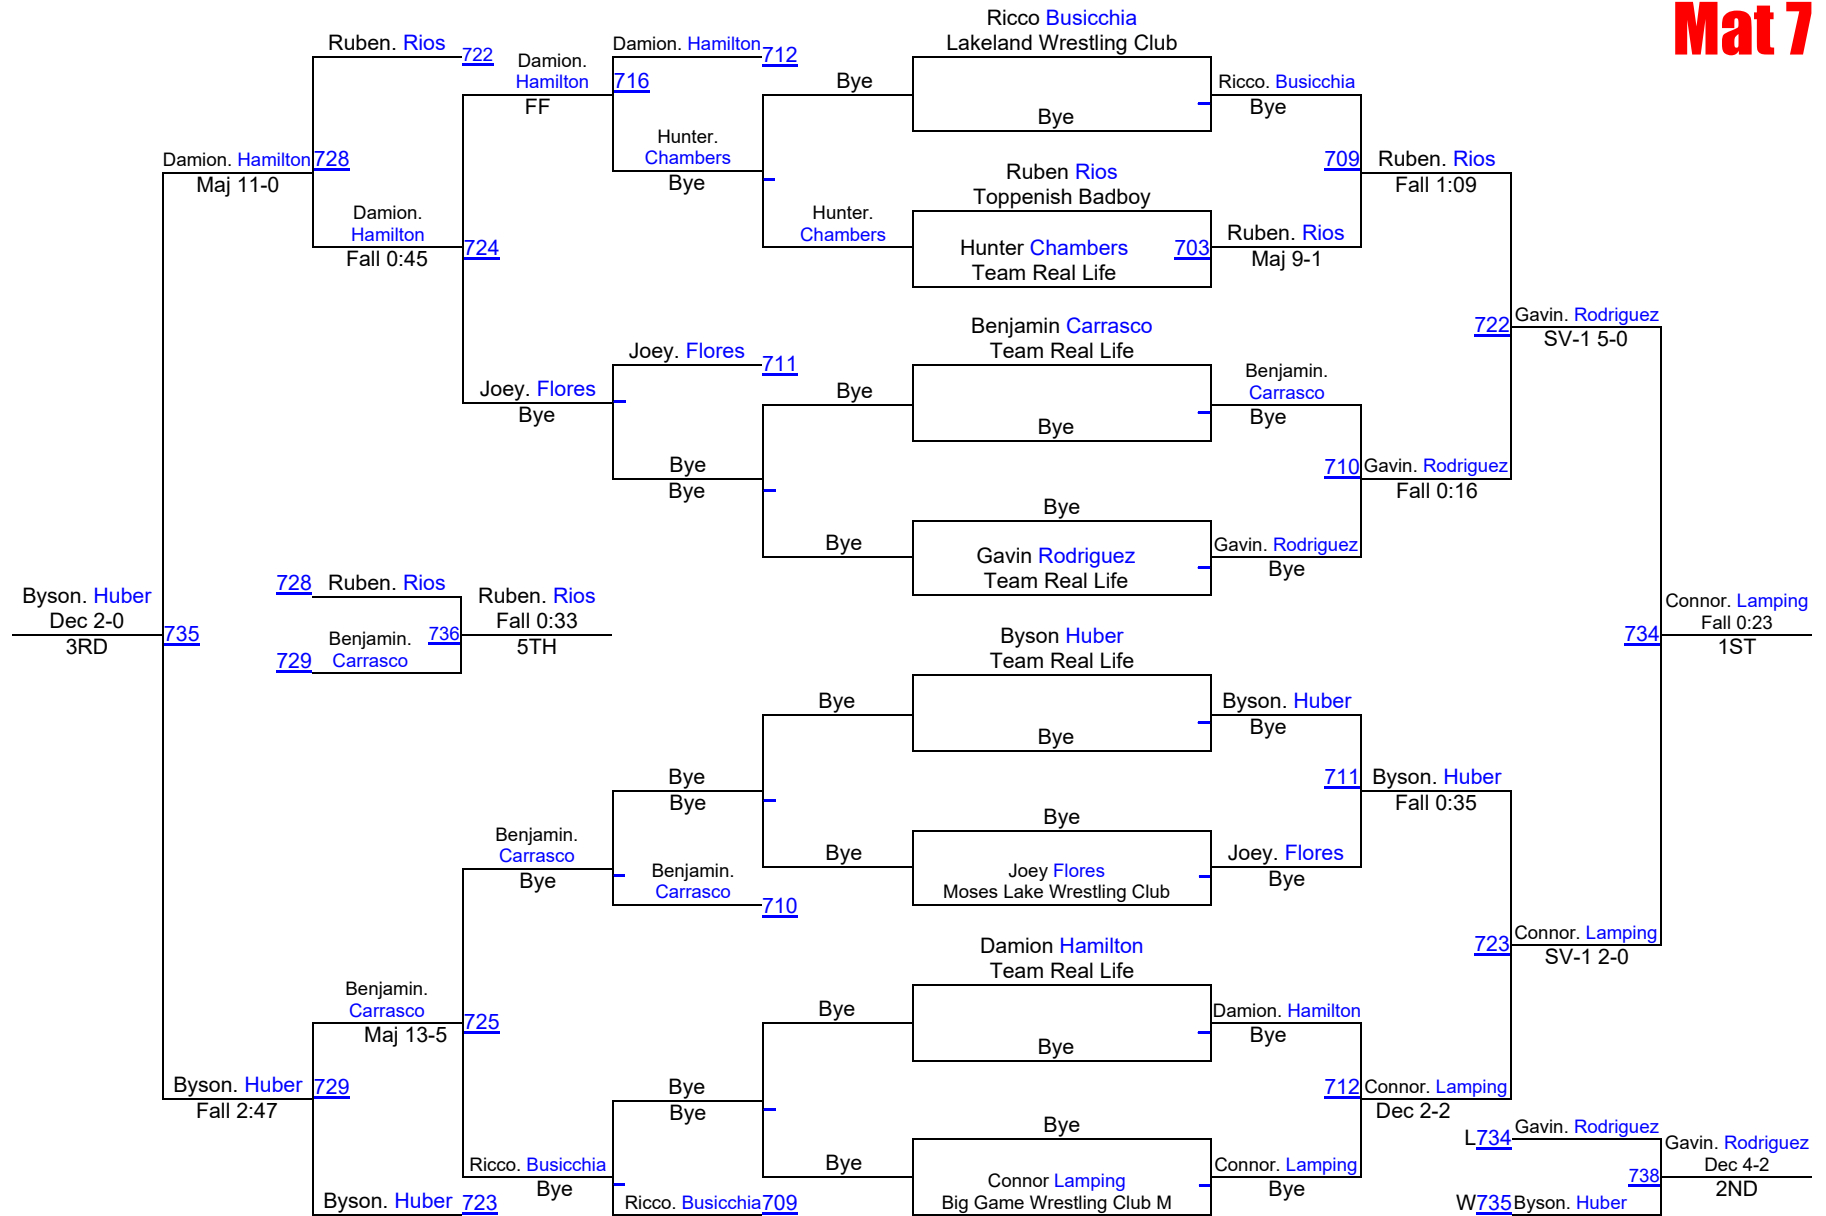 Mat 7
Ricco Busicchia
Lakeland Wrestling Club
Bye
Ruben Rios
Toppenish Badboy
Hunter Chambers 703
Team Real Life
Benjamin Carrasco
Team Real Life
Bye
Bye
Gavin Rodriguez
Team Real Life
Byson Huber
Team Real Life
Bye
Bye
Joey Flores
Moses Lake Wrestling Club
Damion Hamilton
Team Real Life
Bye
Bye
Connor Lamping
Big Game Wrestling Club M
Ricco. Busicchia
Bye
Ruben. Rios
Maj 9-1
Benjamin.
Carrasco
Bye
Gavin. Rodriguez
Bye
Byson. Huber
Bye
Joey. Flores
Bye
Damion. Hamilton
Bye
Connor. Lamping
Bye
709 Ruben. Rios
Fall 1:09
710 Gavin. Rodriguez
Fall 0:16
711 Byson. Huber
Fall 0:35
712 Connor. Lamping
Dec 2-2
722 Gavin. Rodriguez
SV-1 5-0
723 Connor. Lamping
SV-1 2-0
Connor. Lamping
Fall 0:23
734
1ST
L734 Gavin. Rodriguez
W735 Byson. Huber
Gavin. Rodriguez
Dec 4-2
738
2ND
Bye
Hunter.
Chambers
Bye
Bye
Bye
Bye
Bye
Bye
Damion. Hamilton 712
Hunter.
Chambers
Bye
Joey. Flores 711
Bye
Bye
Bye
Bye
Benjamin.
Carrasco
710
Bye
Bye
Ricco. Busicchia 709
Damion.
Hamilton 716
FF
Joey. Flores
Bye
Benjamin.
Carrasco
Bye
Ricco. Busicchia
Bye
Ruben. Rios 722
Damion.
Hamilton
724
Fall 0:45
Benjamin.
Carrasco
725
Maj 13-5
Byson. Huber 723
Damion. Hamilton 728
Maj 11-0
Byson. Huber 729
Fall 2:47
Byson. Huber
Dec 2-0
735
3RD
728 Ruben. Rios
Benjamin.
729 Carrasco
736
Ruben. Rios
Fall 0:33
5TH